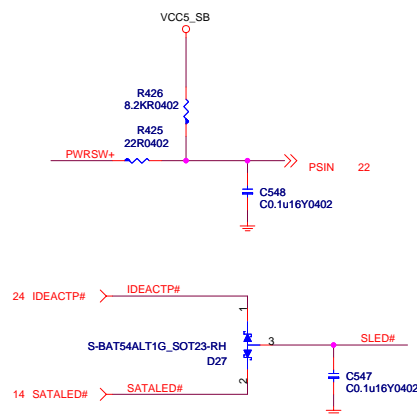 VCC5_SB
R426
8.2KR0402
R425
22R0402
PWRSW+
PSIN 22
C548
C0.1u16Y0402
24 IDEACTP# IDEACTP#
1
S-BAT54ALT1G_SOT23-RH
3 SLED#
D27
2
C547
C0.1u16Y0402
14 SATALED# SATALED#